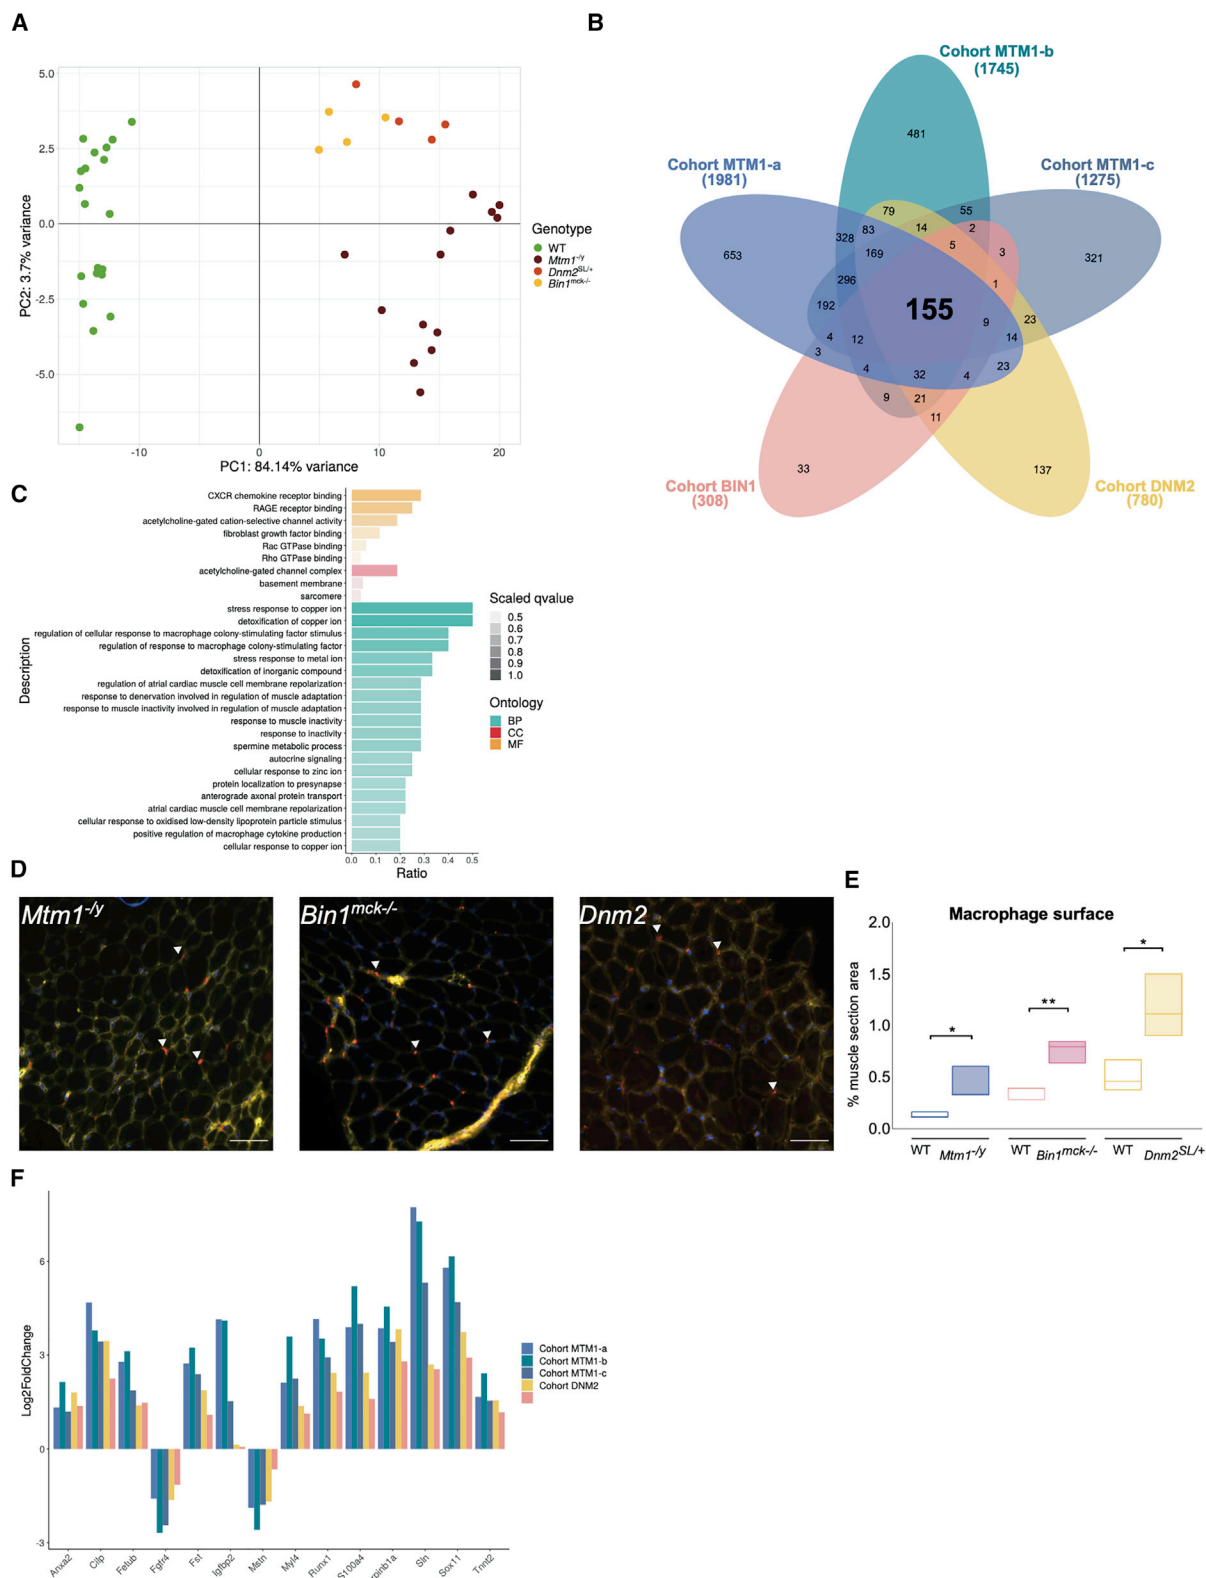 A
5.0
2.5
0.0
-2.5
-5.0
PC2: 3.7% variance
-10
0
10
20
PC1: 84.14% variance
Genotype
WT
Mtm1-/y
Dnm2SL/+
Bin1mck-/-
B
Cohort MTM1-b
(1745)
Cohort MTM1-a
(1981)
Cohort MTM1-c
(1275)
Cohort BIN1
(308)
Cohort DNM2
(780)
481
79
55
83
14
2
328
5
3
653
169
321
296
1
192
155
9
23
4
12
14
3
4
32
4
23
9
21
11
33
137
C
CXCR chemokine receptor binding
RAGE receptor binding
acetylcholine-gated cation-selective channel activity
fibroblast growth factor binding
Rac GTPase binding
Rho GTPase binding
acetylcholine-gated channel complex
basement membrane
sarcomere
stress response to copper ion
detoxification of copper ion
regulation of cellular response to macrophage colony-stimulating factor stimulus
regulation of response to macrophage colony-stimulating factor
stress response to metal ion
detoxification of inorganic compound
regulation of atrial cardiac muscle cell membrane repolarization
response to denervation involved in regulation of muscle adaptation
response to muscle inactivity involved in regulation of muscle adaptation
response to muscle inactivity
response to inactivity
spermine metabolic process
autocrine signaling
cellular response to zinc ion
protein localization to presynapse
anterograde axonal protein transport
atrial cardiac muscle cell membrane repolarization
cellular response to oxidised low-density lipoprotein particle stimulus
positive regulation of macrophage cytokine production
cellular response to copper ion
Description
0.0 0.1 0.2 0.3 0.4 0.5
Ratio
Scaled qvalue
0.5
0.6
0.7
0.8
0.9
1.0
Ontology
BP
CC
MF
D
Mtm1-/y
Bin1mck-/-
Dnm2
E
Macrophage surface
% muscle section area
2.0
1.5
1.0
0.5
0.0
*
**
*
WT Mtm1-/y WT Bin1mck-/- WT Dnm2SL/+
F
Log2FoldChange
6
3
0
-3
Cohort MTM1-a
Cohort MTM1-b
Cohort MTM1-c
Cohort DNM2
Anxa2 Cilp Fetub Fgfr4 Fst Igfbp2 Mstn Myl4 Runx1 S100a4 rpinb1a Sln Sox11 Tnnt2